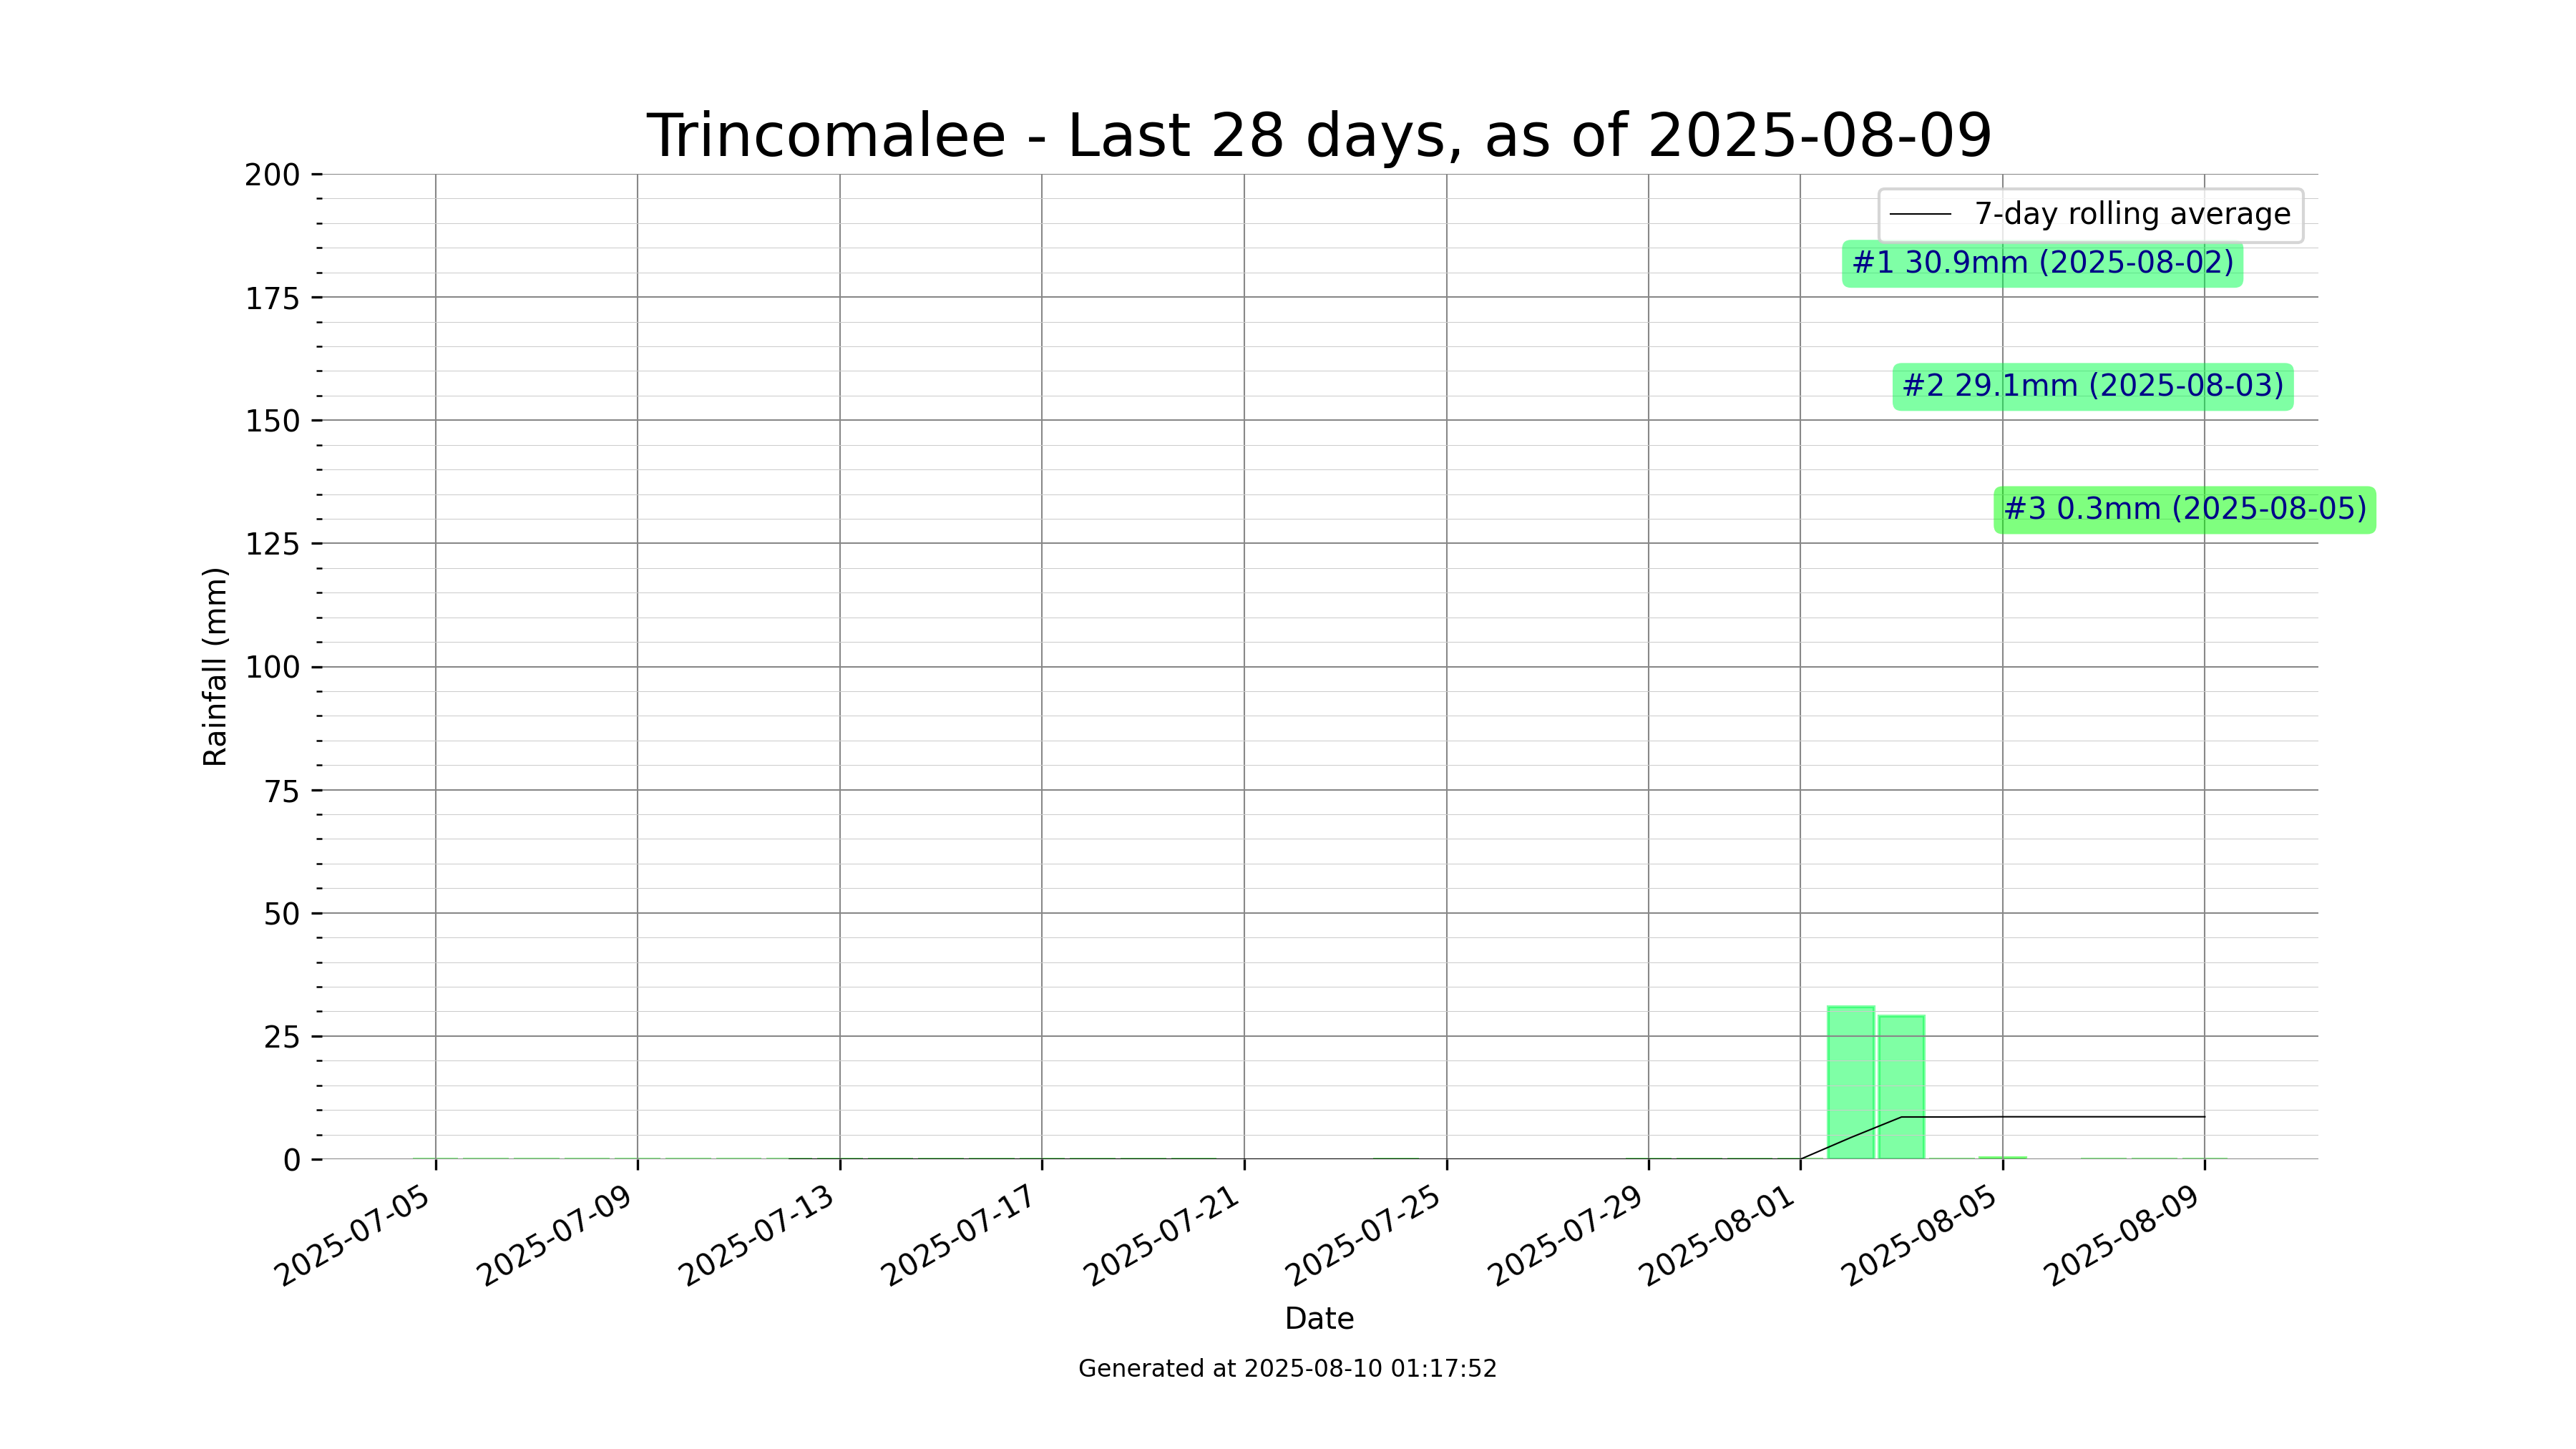 Trincomalee - Last 28 days, as of 2025-08-09
7-day rolling average
#1 30.9mm (2025-08-02)
#2 29.1mm (2025-08-03)
#3 0.3mm (2025-08-05)
Rainfall (mm)
200
175
150
125
100
75
50
25
0
2025-07-05
2025-07-09
2025-07-13
2025-07-17
2025-07-21
2025-07-25
2025-07-29
2025-08-01
2025-08-05
2025-08-09
Date
Generated at 2025-08-10 01:17:52